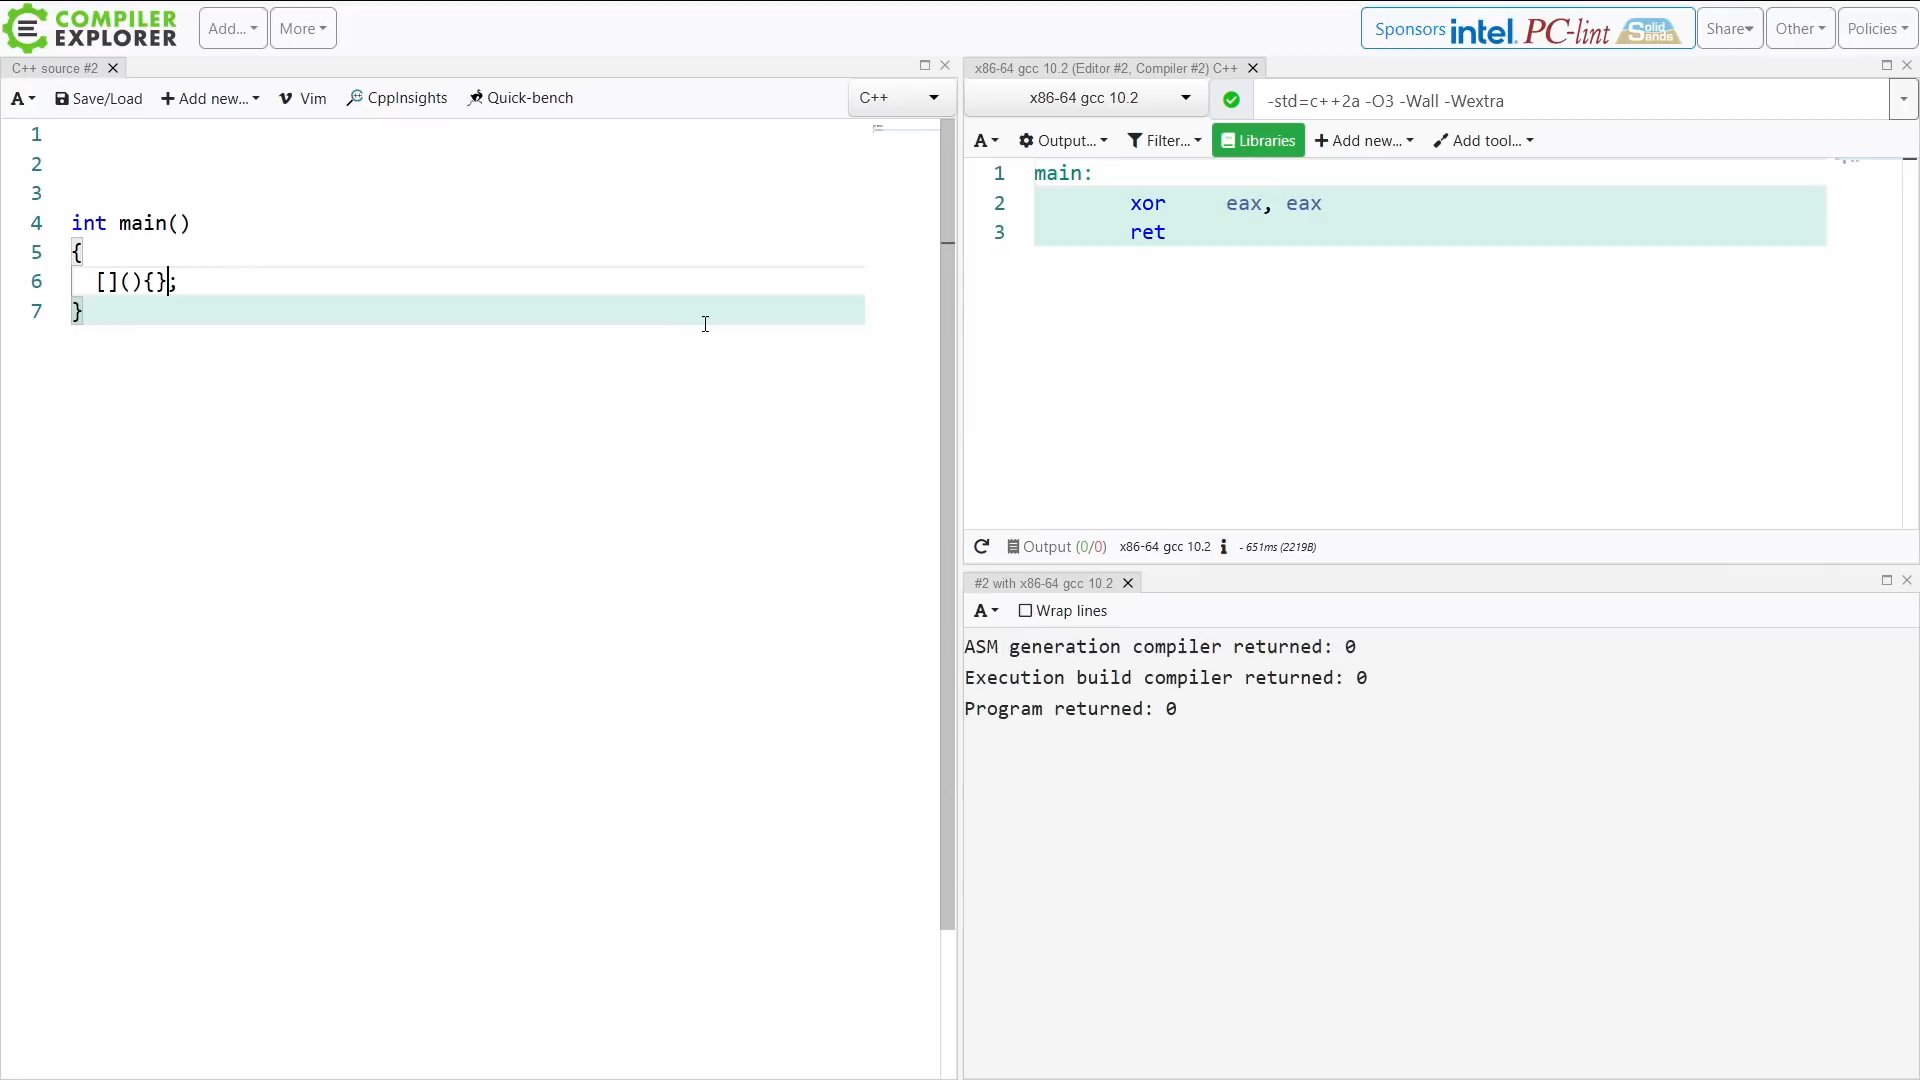 COMPILER
EXPLORER
Add...
More
Sponsors intel. PC-lint Solid Sands
Share
Other
Policies
C++ source #2
A
Save/Load
Add new...
Vim
CppInsights
Quick-bench
C++
1
2
3
4 int main()
5 {
6 [](){};
7 }
x86-64 gcc 10.2 (Editor #2, Compiler #2) C++
x86-64 gcc 10.2
-std=c++2a -O3 -Wall -Wextra
A
Output...
Filter...
Libraries
Add new...
Add tool...
1 main:
2 xor eax, eax
3 ret
Output (0/0) x86-64 gcc 10.2 i - 651ms (2219B)
#2 with x86-64 gcc 10.2
A
Wrap lines
ASM generation compiler returned: 0
Execution build compiler returned: 0
Program returned: 0